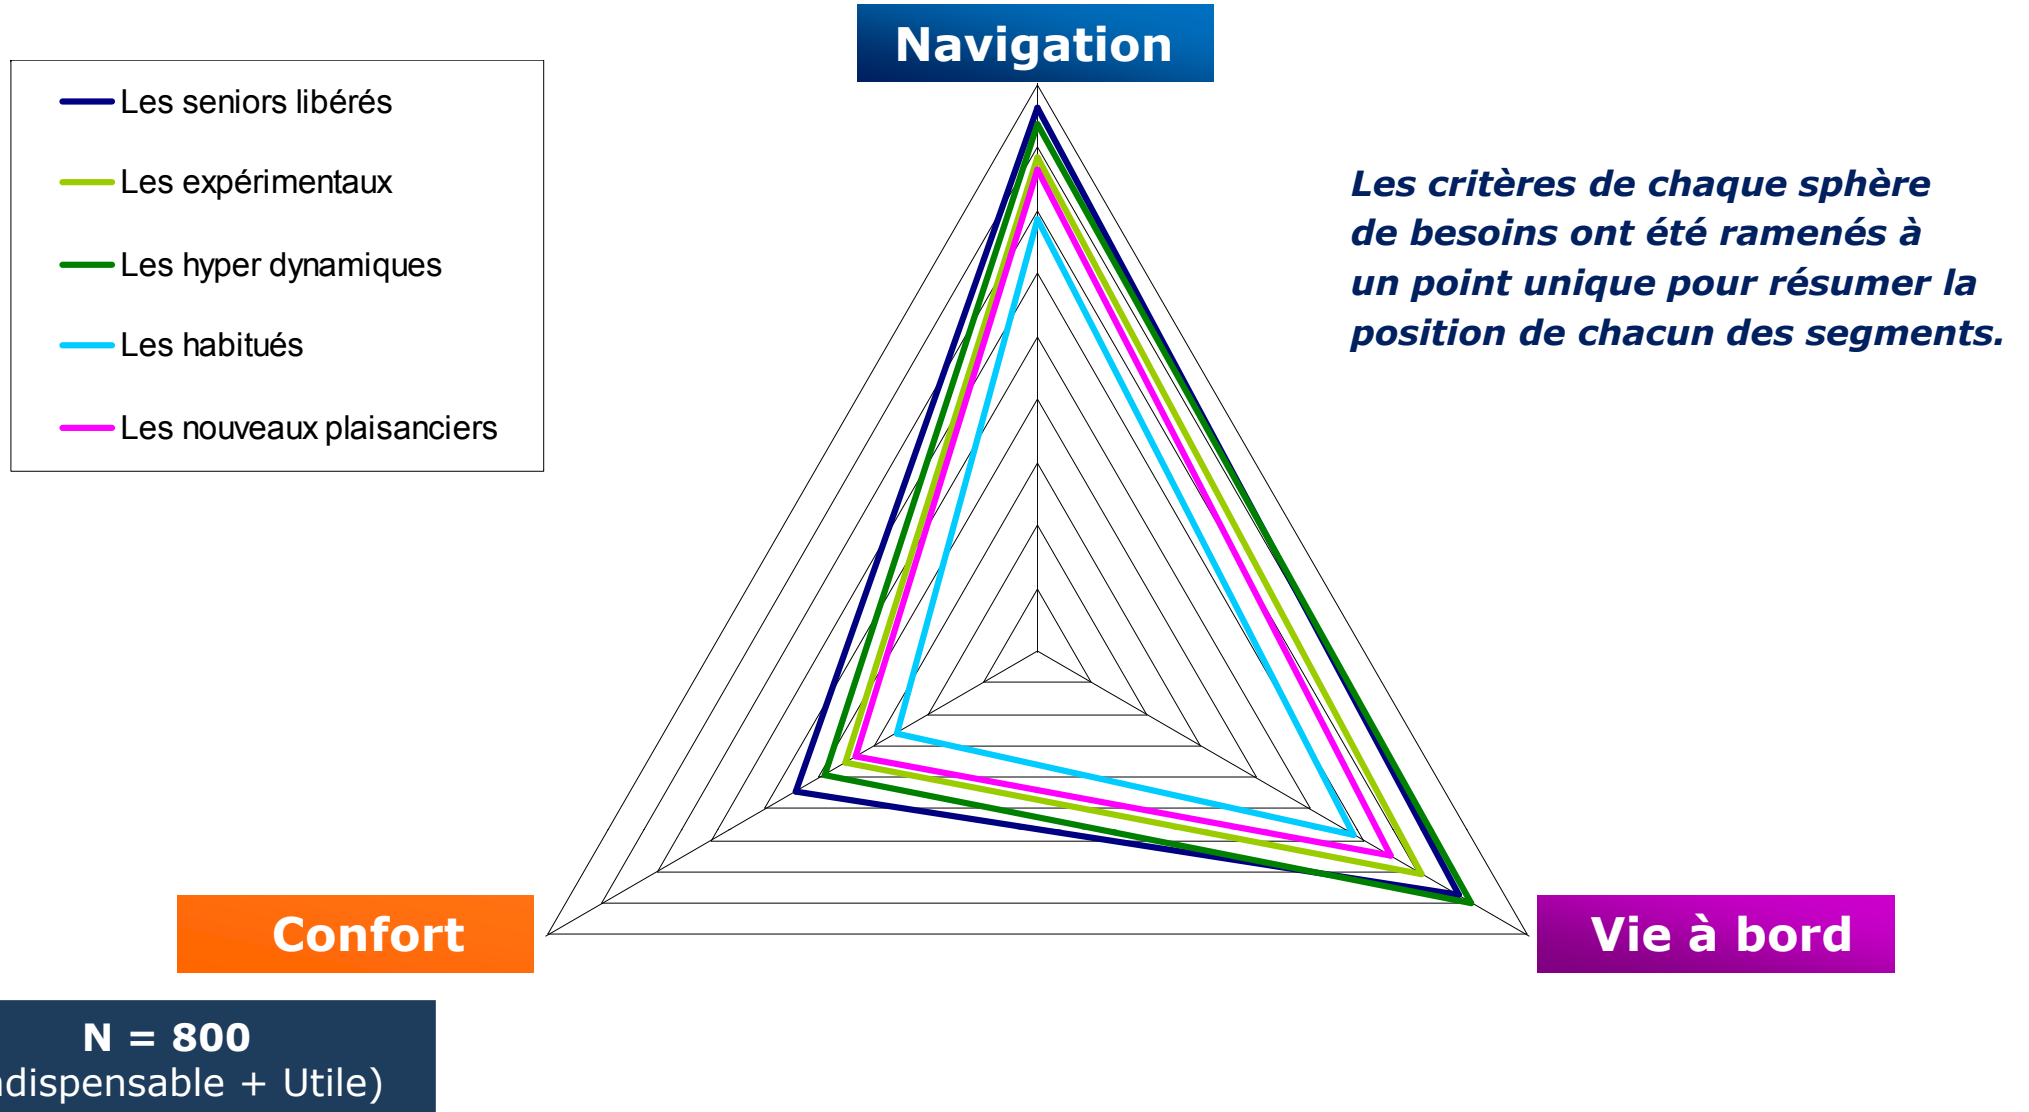 Navigation
Les seniors libérés
Les expérimentaux
Les hyper dynamiques
Les habitués
Les nouveaux plaisanciers
Les critères de chaque sphère
de besoins ont été ramenés à
un point unique pour résumer la
position de chacun des segments.
Confort
Vie à bord
N = 800
ndispensable + Utile)